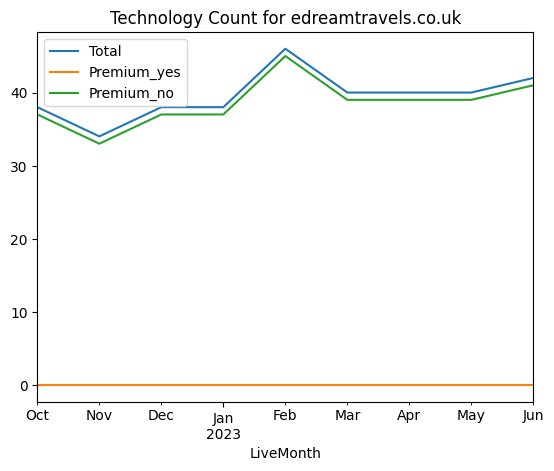 Technology Count for edreamtravels.co.uk
Total
Premium_yes
Premium_no
40
30
20
10
0
Oct Nov Dec Jan Feb Mar Apr May Jun
2023
LiveMonth